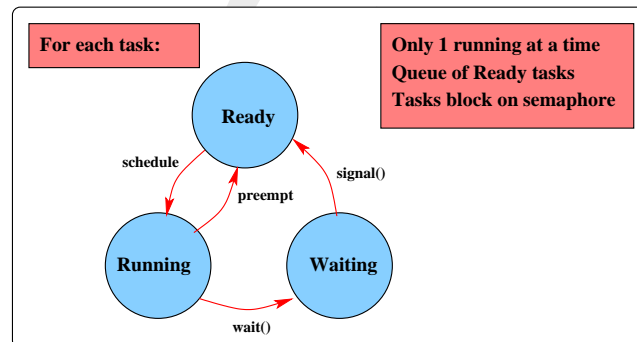 For each task:
Only 1 running at a time
Queue of Ready tasks
Tasks block on semaphore
Ready
schedule
signal()
preempt
Running
Waiting
wait()